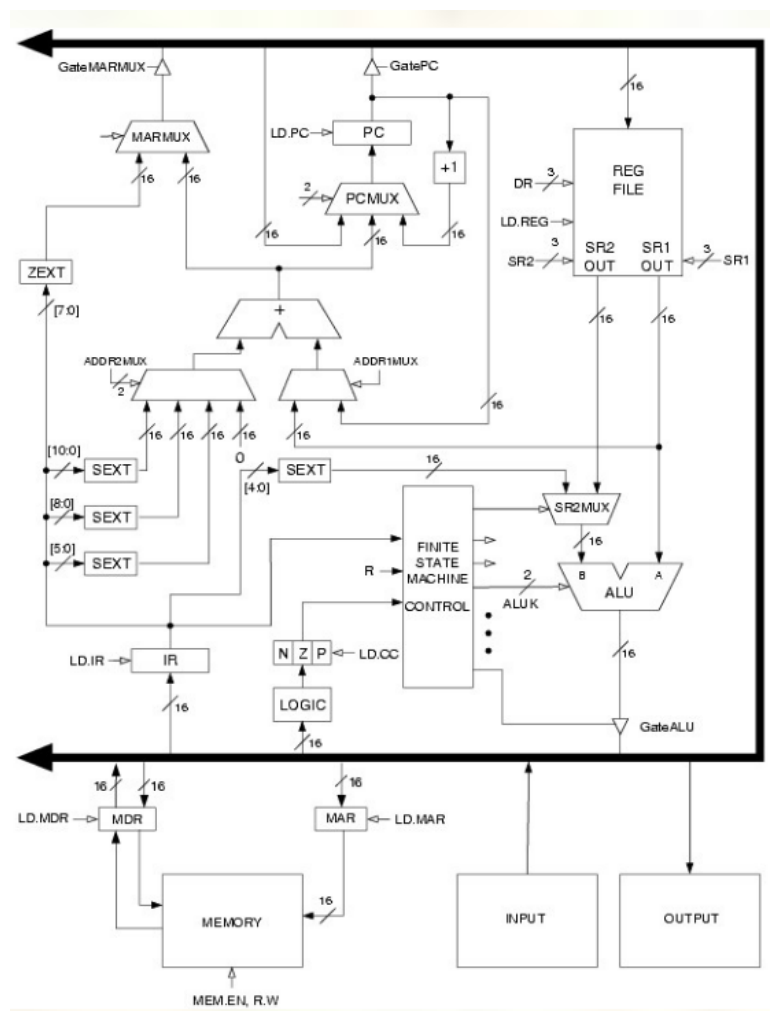 GateMARMUX
GatePC
16
MARMUX
LD.PC
PC
+1
REG
FILE
DR
3
16
16
2
PCMUX
LD.REG
16
16
16
SR2
3
SR2
OUT
SR1
OUT
3
SR1
ZEXT
[7:0]
+
16
16
ADDR2MUX
2
ADDR1MUX
16
16
16
16
16
16
0
[10:0]
SEXT
[4:0]
SEXT
16
[8:0]
SEXT
SR2MUX
[5:0]
SEXT
FINITE
STATE
MACHINE
CONTROL
R
16
B
A
ALU
2
ALUK
LD.IR
IR
N Z P
LD.CC
16
16
LOGIC
16
GateALU
16
16
16
LD.MDR
MDR
MAR
LD.MAR
16
MEMORY
INPUT
OUTPUT
MEM.EN, R.W